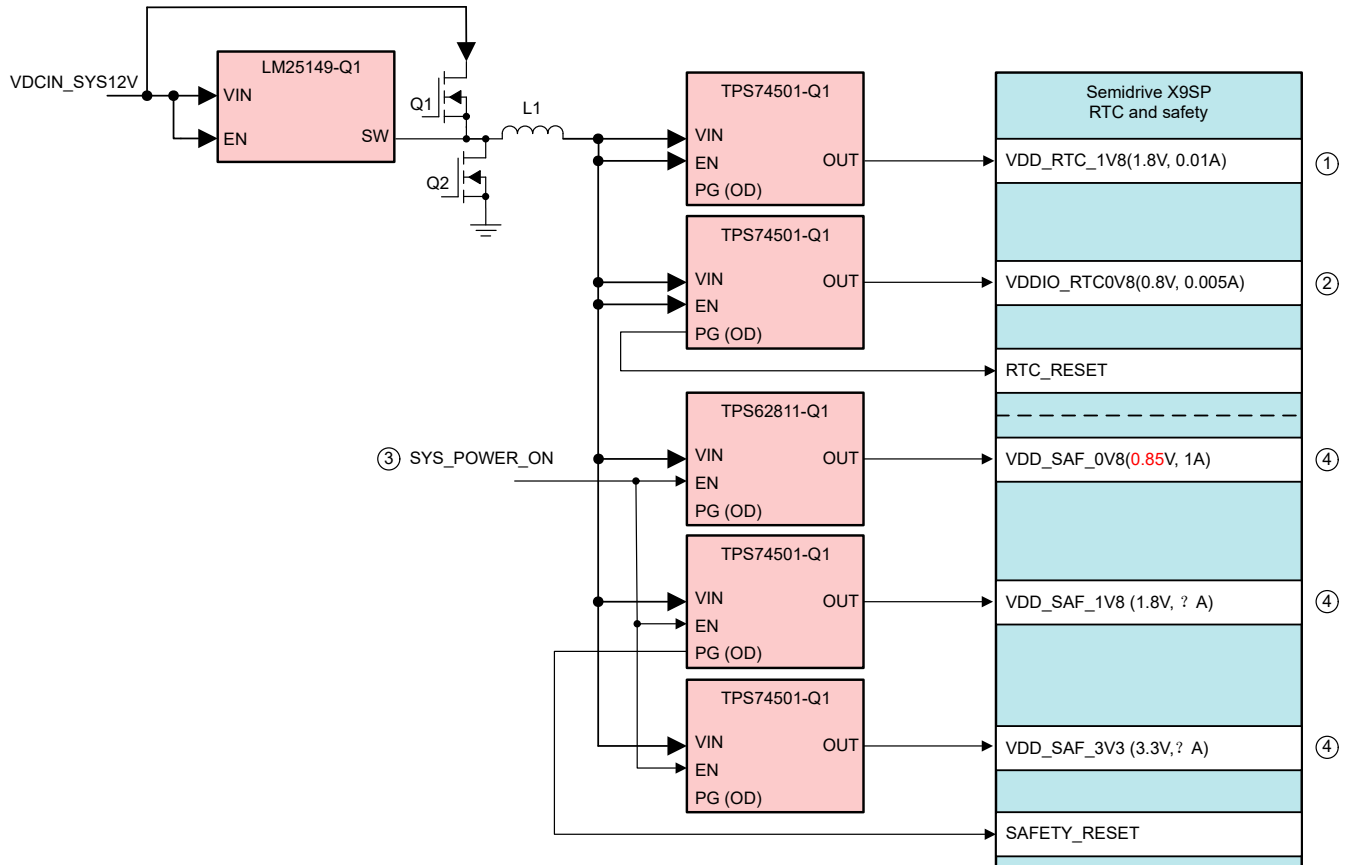 VDCIN_SYS12V
LM25149-Q1
VIN
EN
SW
Q1
Q2
L1
TPS74501-Q1
VIN
EN
OUT
PG (OD)
TPS74501-Q1
VIN
OUT
EN
PG (OD)
③ SYS_POWER_ON
TPS62811-Q1
VIN
OUT
EN
PG (OD)
TPS74501-Q1
VIN
OUT
EN
PG (OD)
TPS74501-Q1
VIN
OUT
EN
PG (OD)
Semidrive X9SP
RTC and safety
VDD_RTC_1V8(1.8V, 0.01A) ①
VDDIO_RTC0V8(0.8V, 0.005A) ②
RTC_RESET
VDD_SAF_0V8(0.85V, 1A) ④
VDD_SAF_1V8 (1.8V, ？ A) ④
VDD_SAF_3V3 (3.3V,？ A) ④
SAFETY_RESET